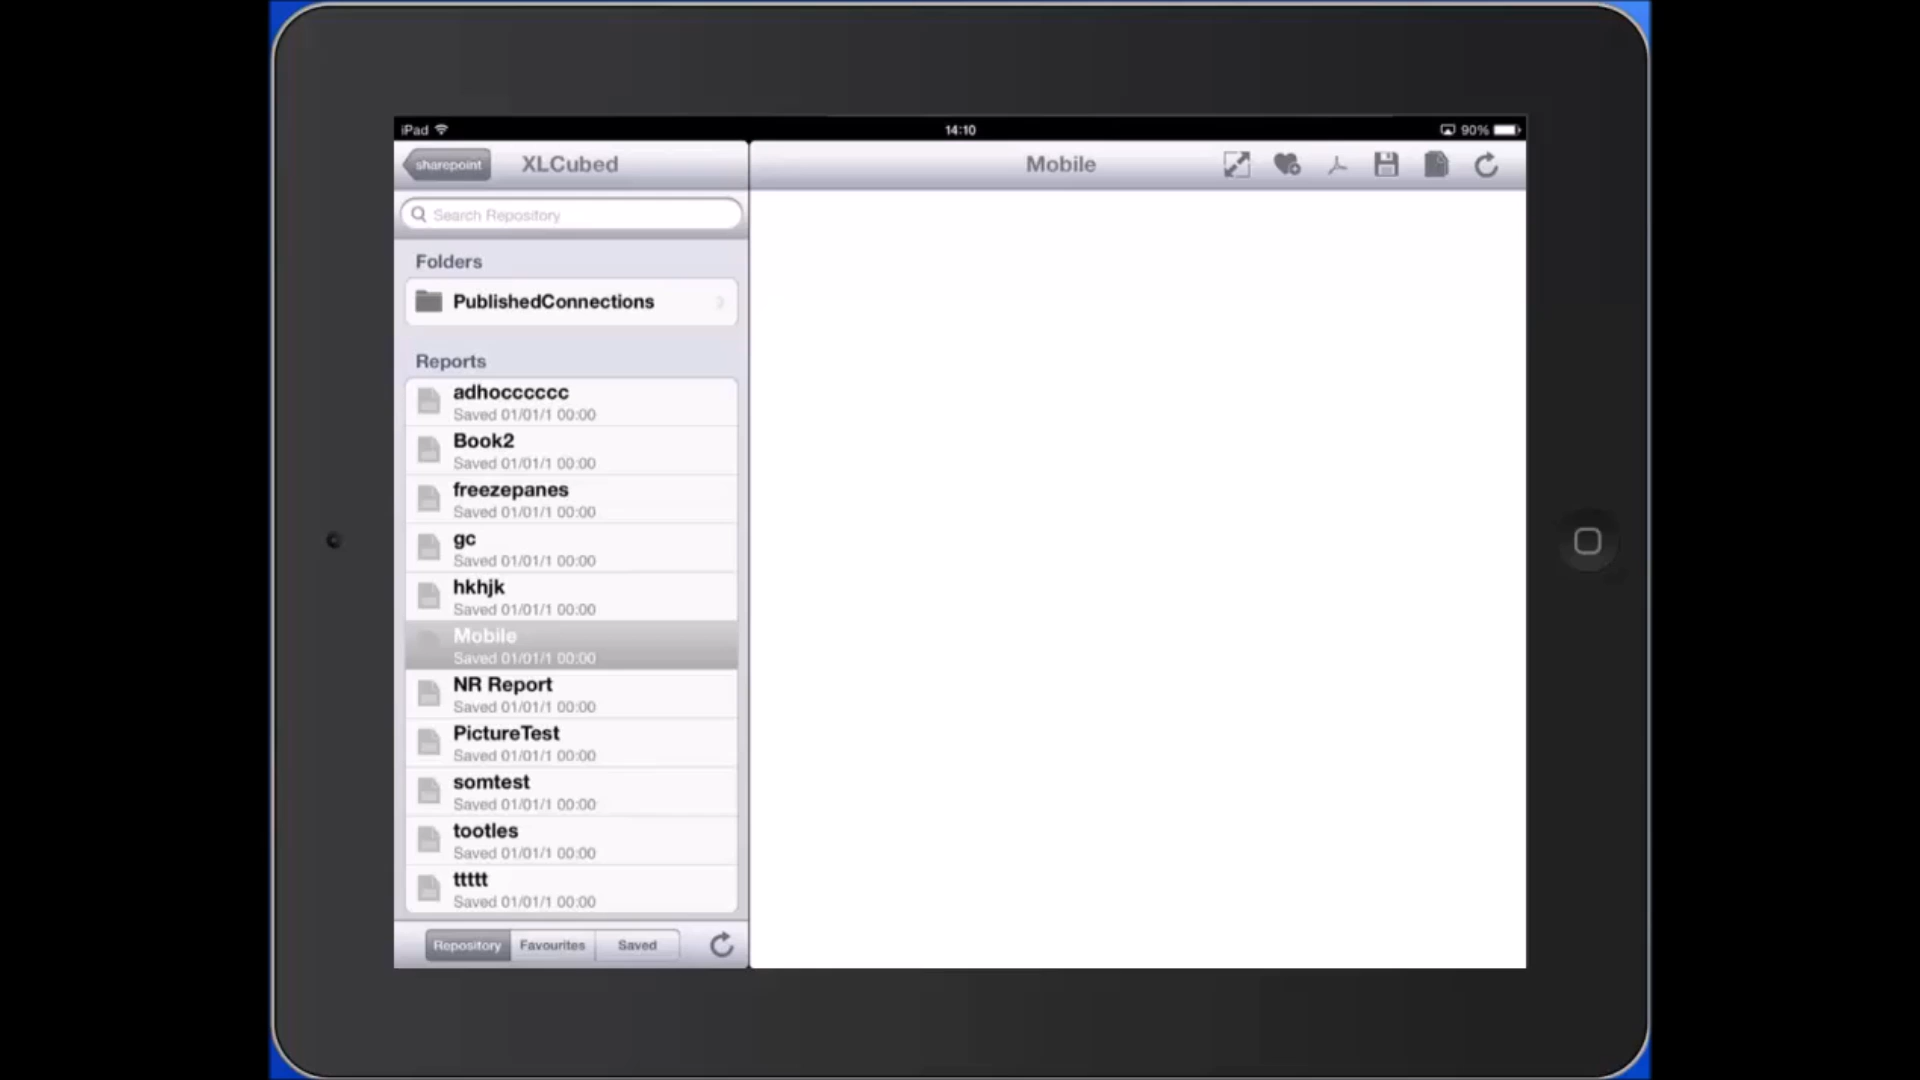 iPad 14:10 90%
sharepoint XLCubed Mobile
Search Repository
Folders
PublishedConnections
Reports
adhocccccc
Saved 01/01/1 00:00
Book2
Saved 01/01/1 00:00
freezepanes
Saved 01/01/1 00:00
gc
Saved 01/01/1 00:00
hkhjk
Saved 01/01/1 00:00
Mobile
Saved 01/01/1 00:00
NR Report
Saved 01/01/1 00:00
PictureTest
Saved 01/01/1 00:00
somtest
Saved 01/01/1 00:00
tootles
Saved 01/01/1 00:00
ttttt
Saved 01/01/1 00:00
Repository Favourites Saved